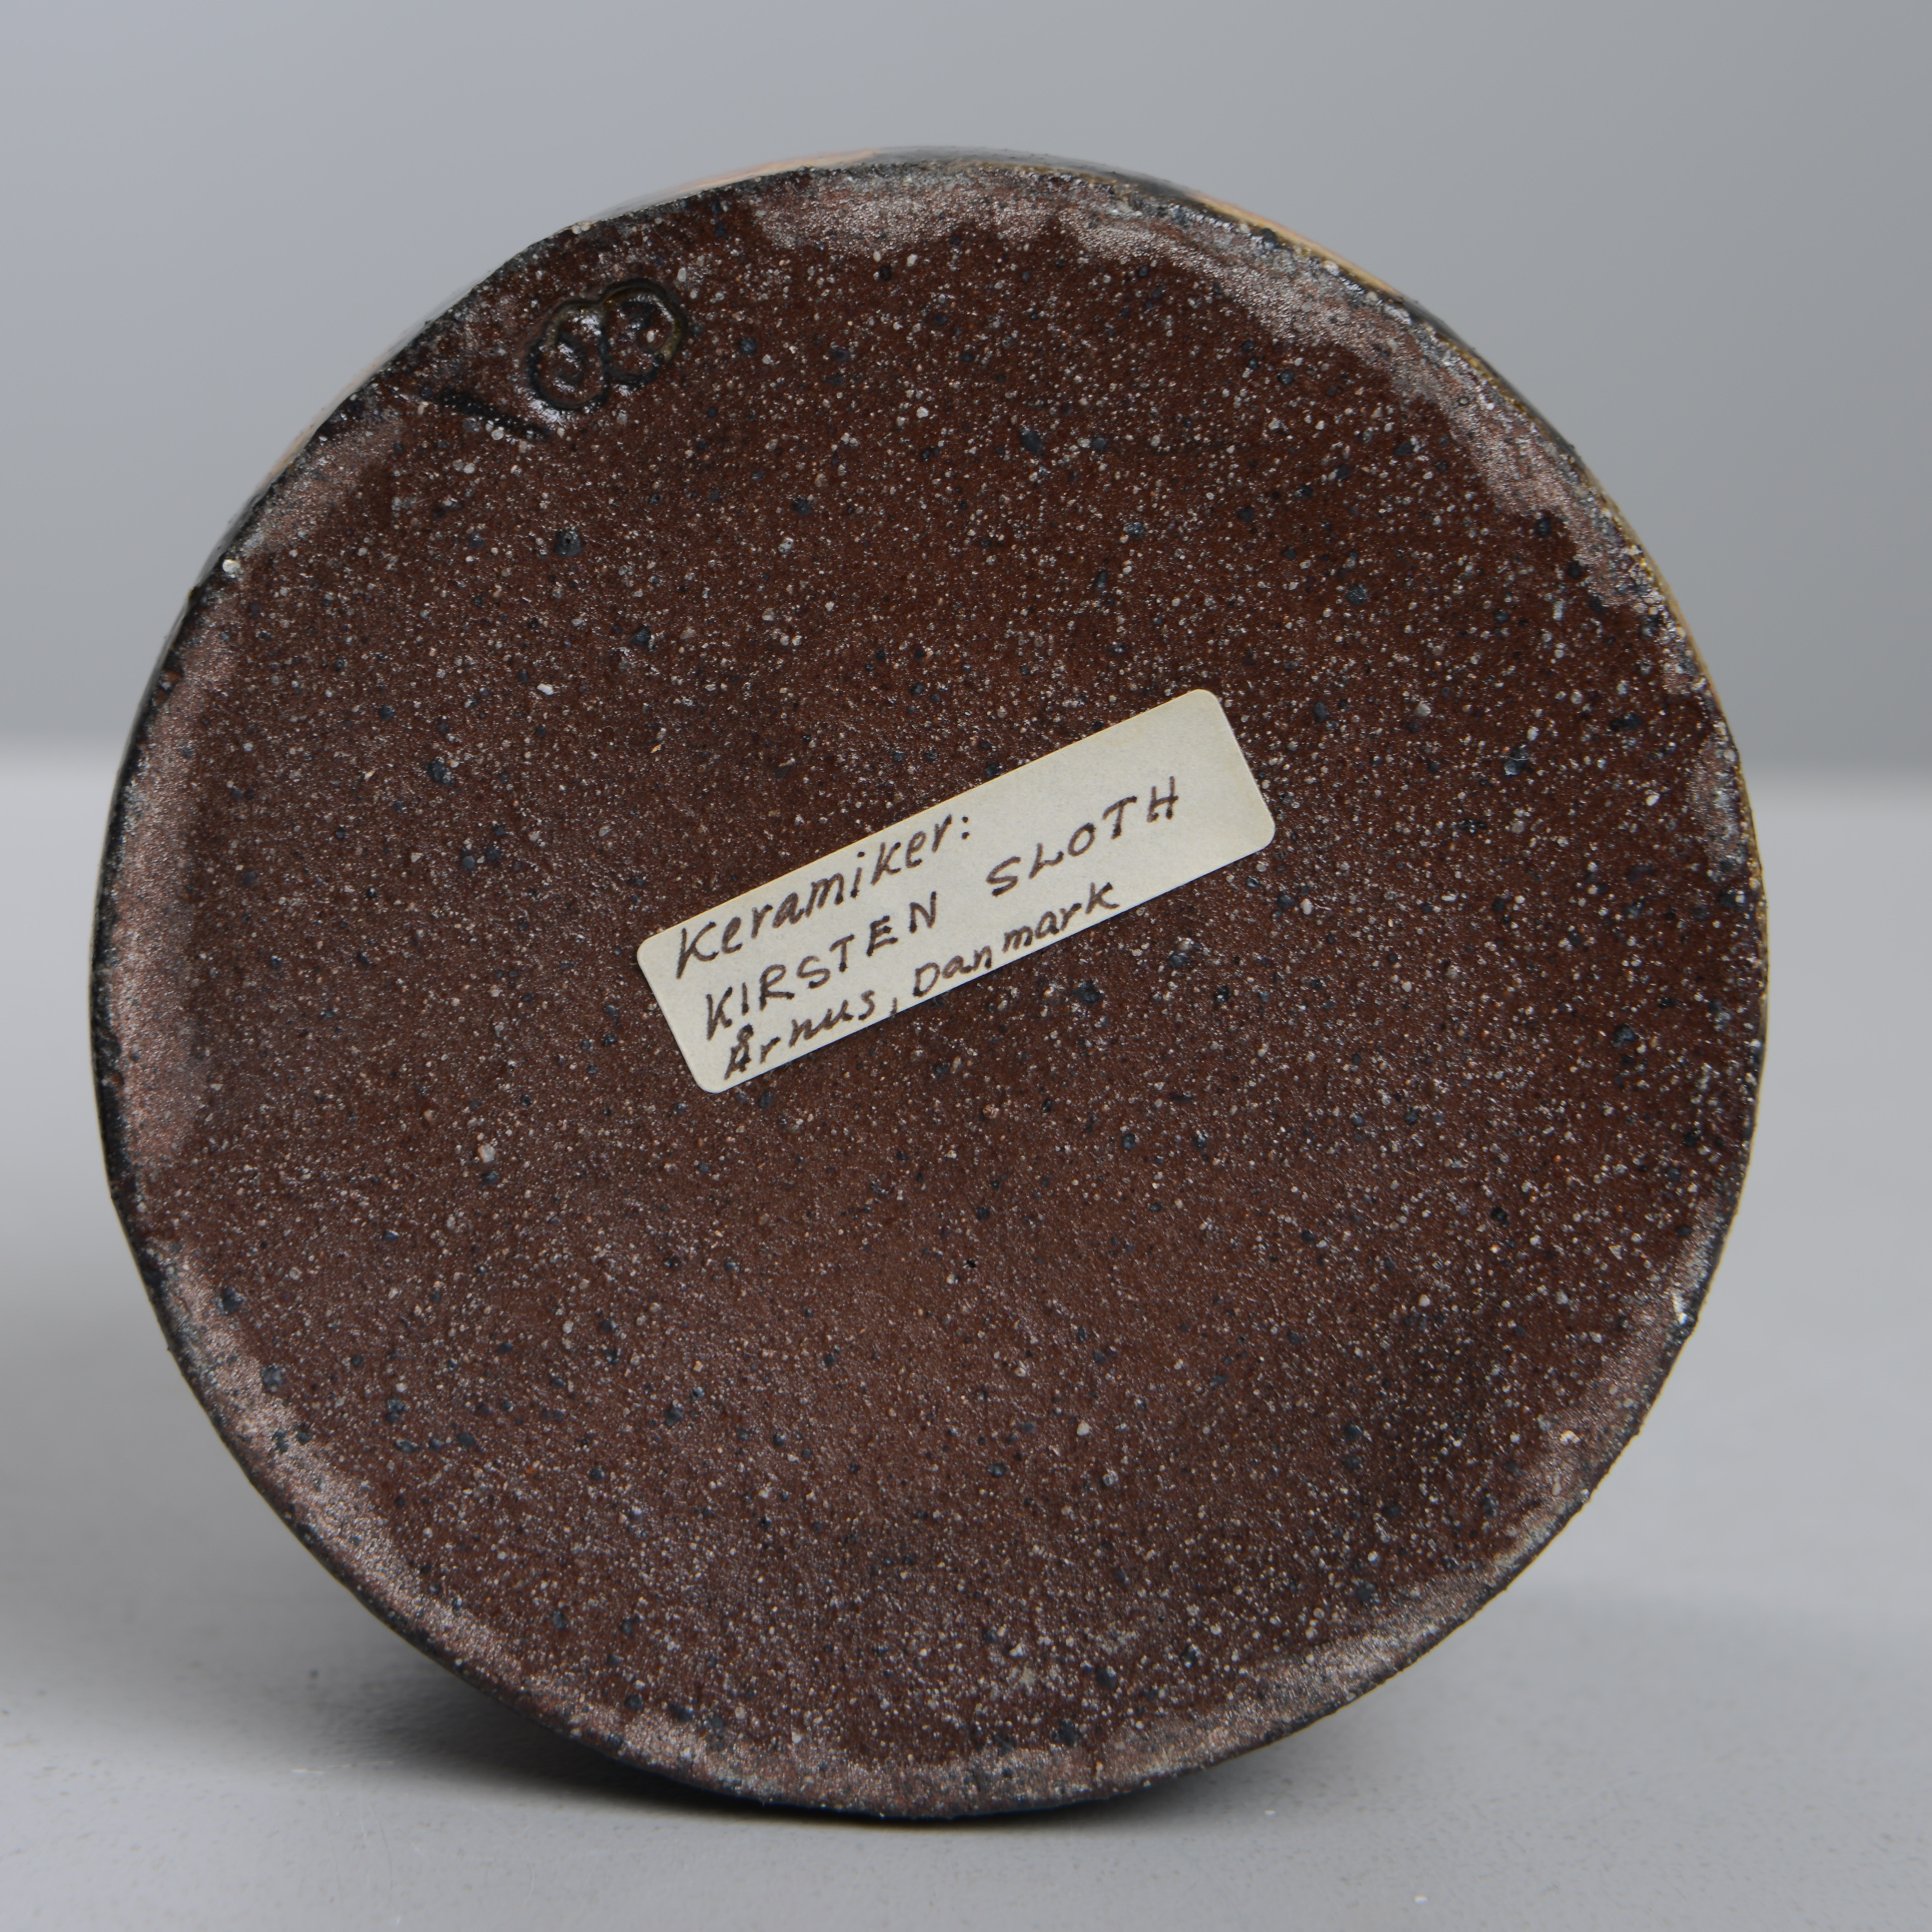 Keramiker:
KIRSTEN SLOTH
Århus, Danmark